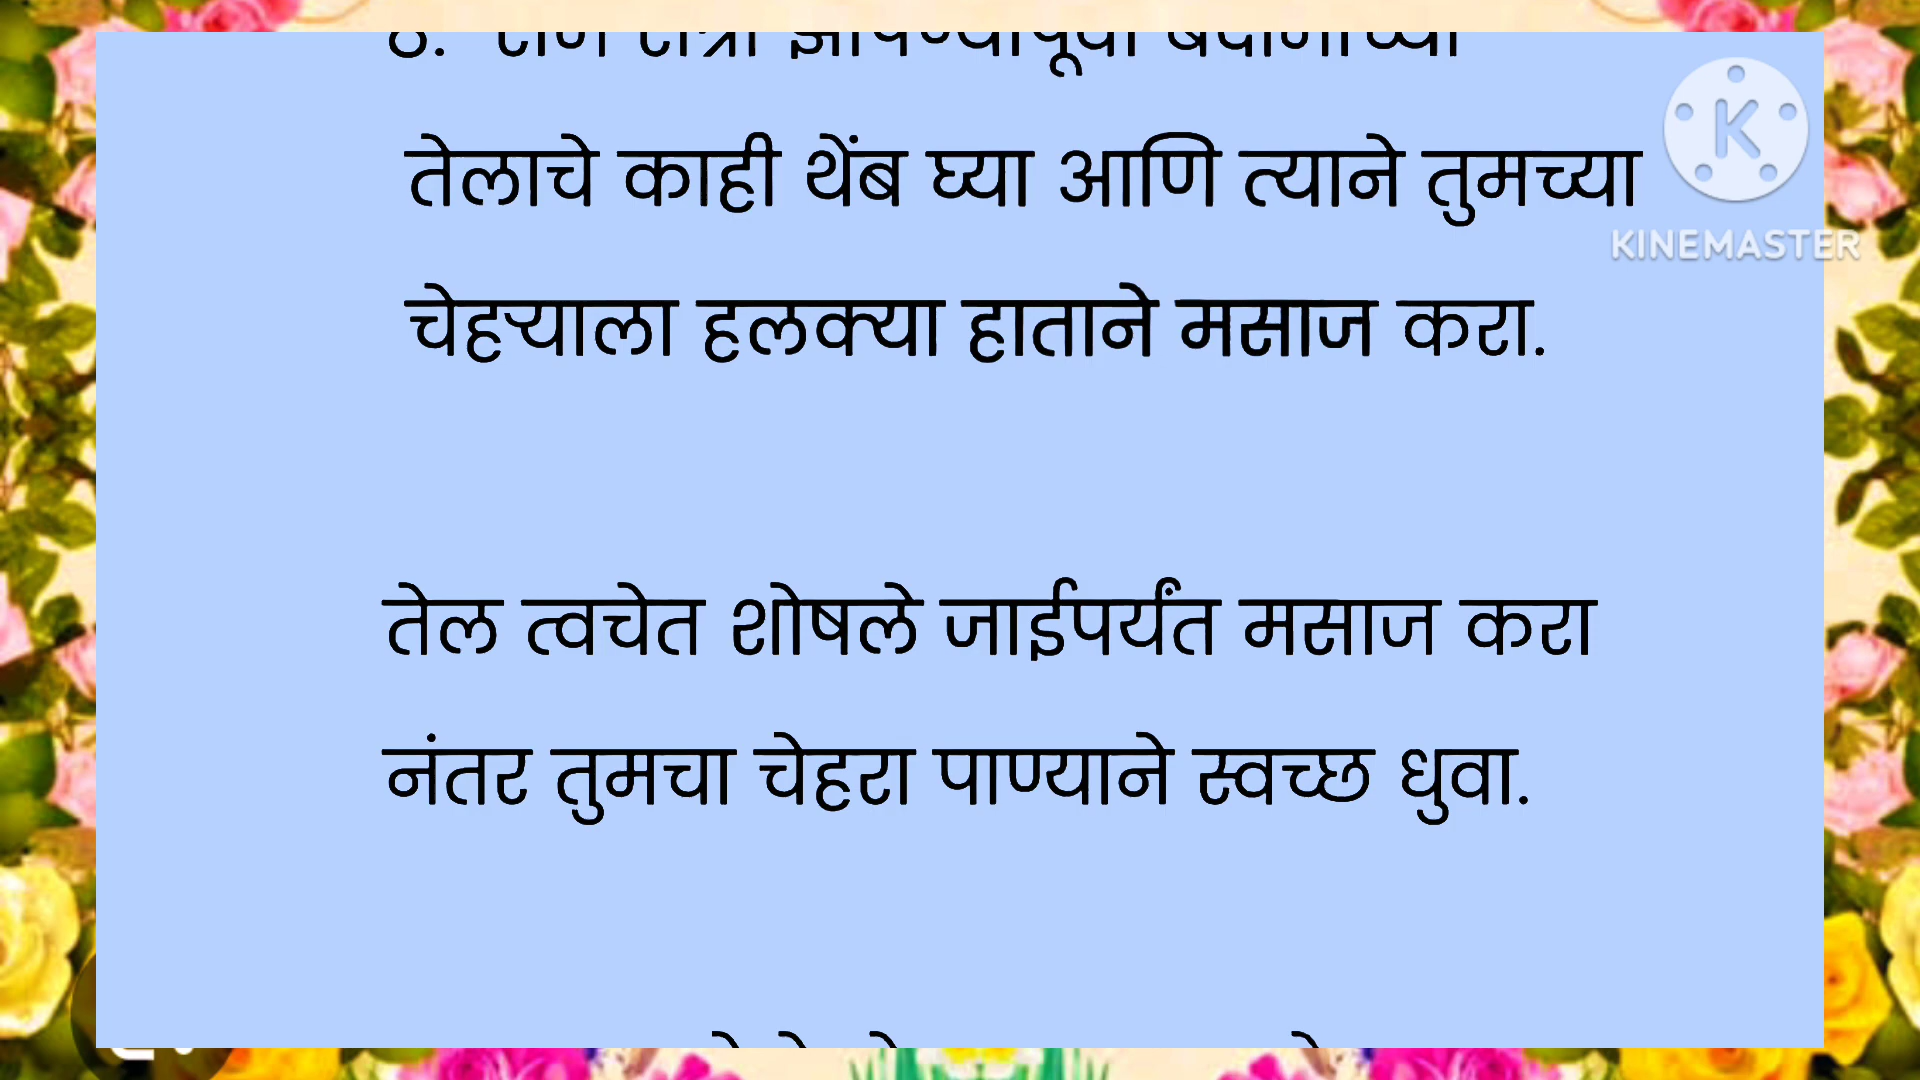 तेलाचे काही थेंब घ्या आणि त्याने तुमच्या
चेहऱ्याला हलक्या हाताने मसाज करा.
तेल त्वचेत शोषले जाईपर्यंत मसाज करा
नंतर तुमचा चेहरा पाण्याने स्वच्छ धुवा.
KINEMASTER